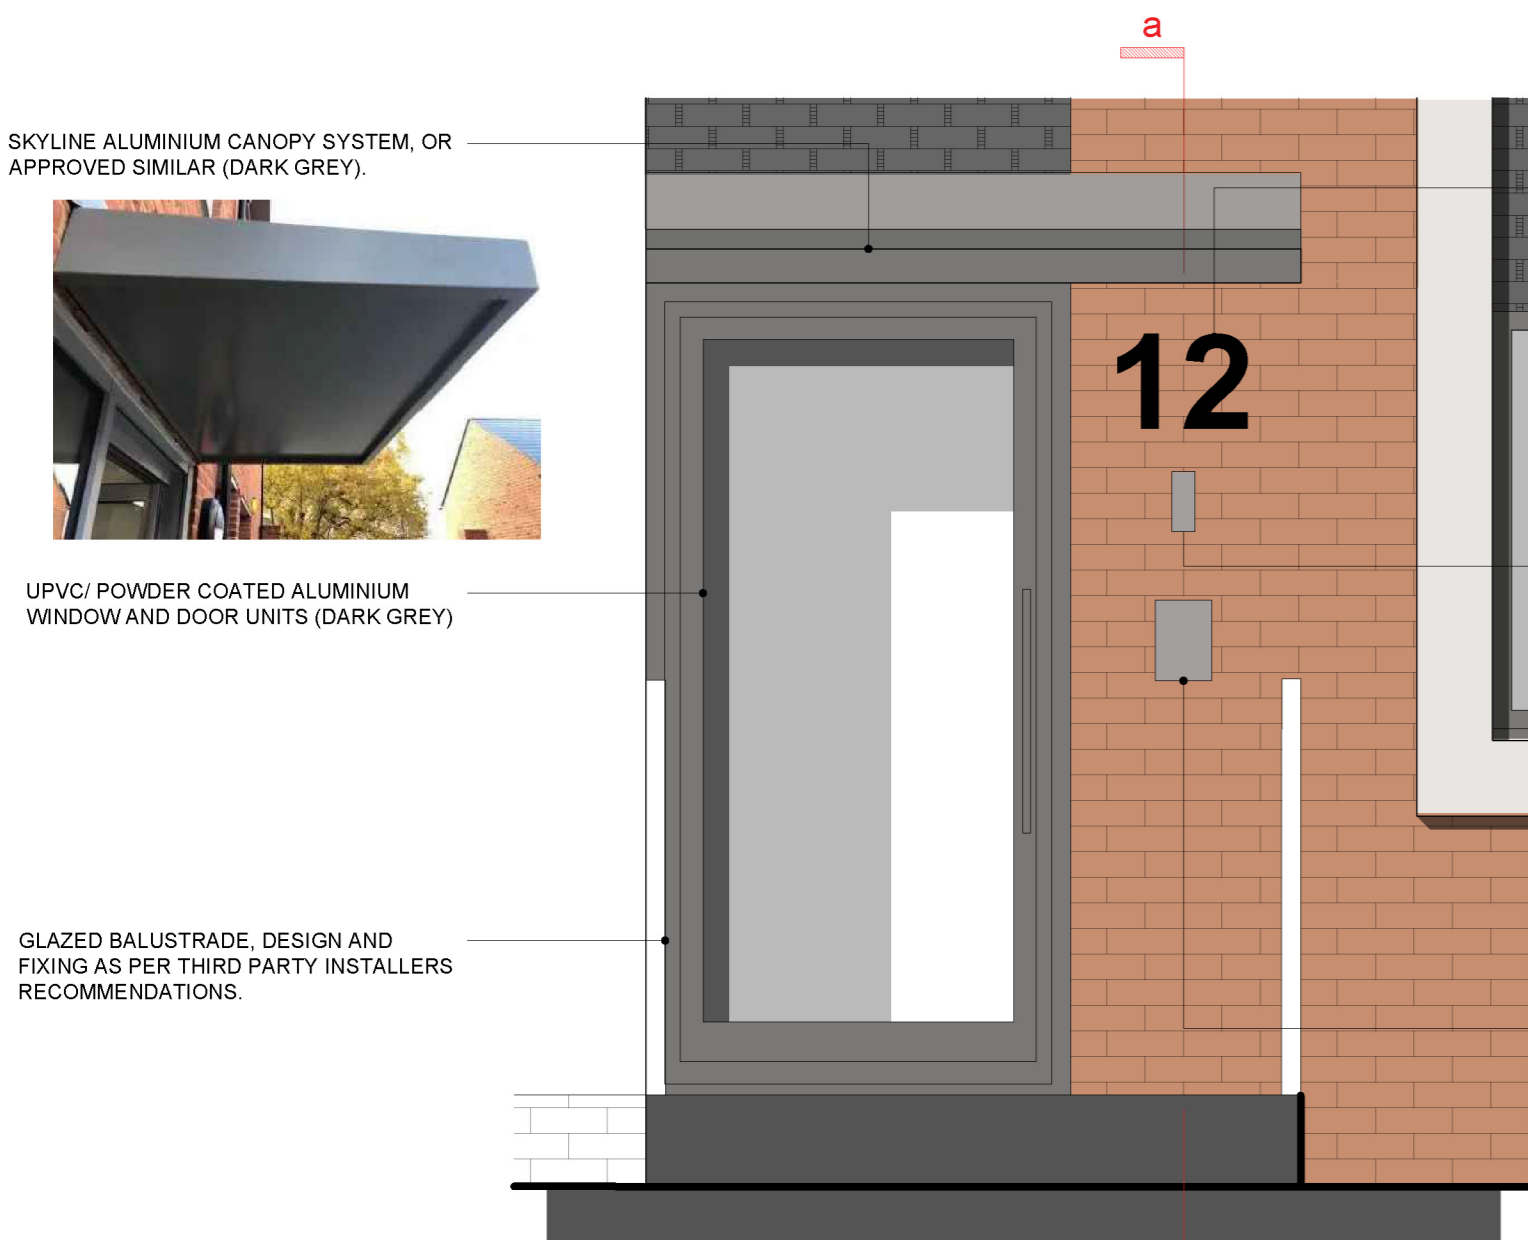 a
SKYLINE ALUMINIUM CANOPY SYSTEM, OR
APPROVED SIMILAR (DARK GREY).
12
UPVC/ POWDER COATED ALUMINIUM
WINDOW AND DOOR UNITS (DARK GREY)
GLAZED BALUSTRADE, DESIGN AND
FIXING AS PER THIRD PARTY INSTALLERS
RECOMMENDATIONS.